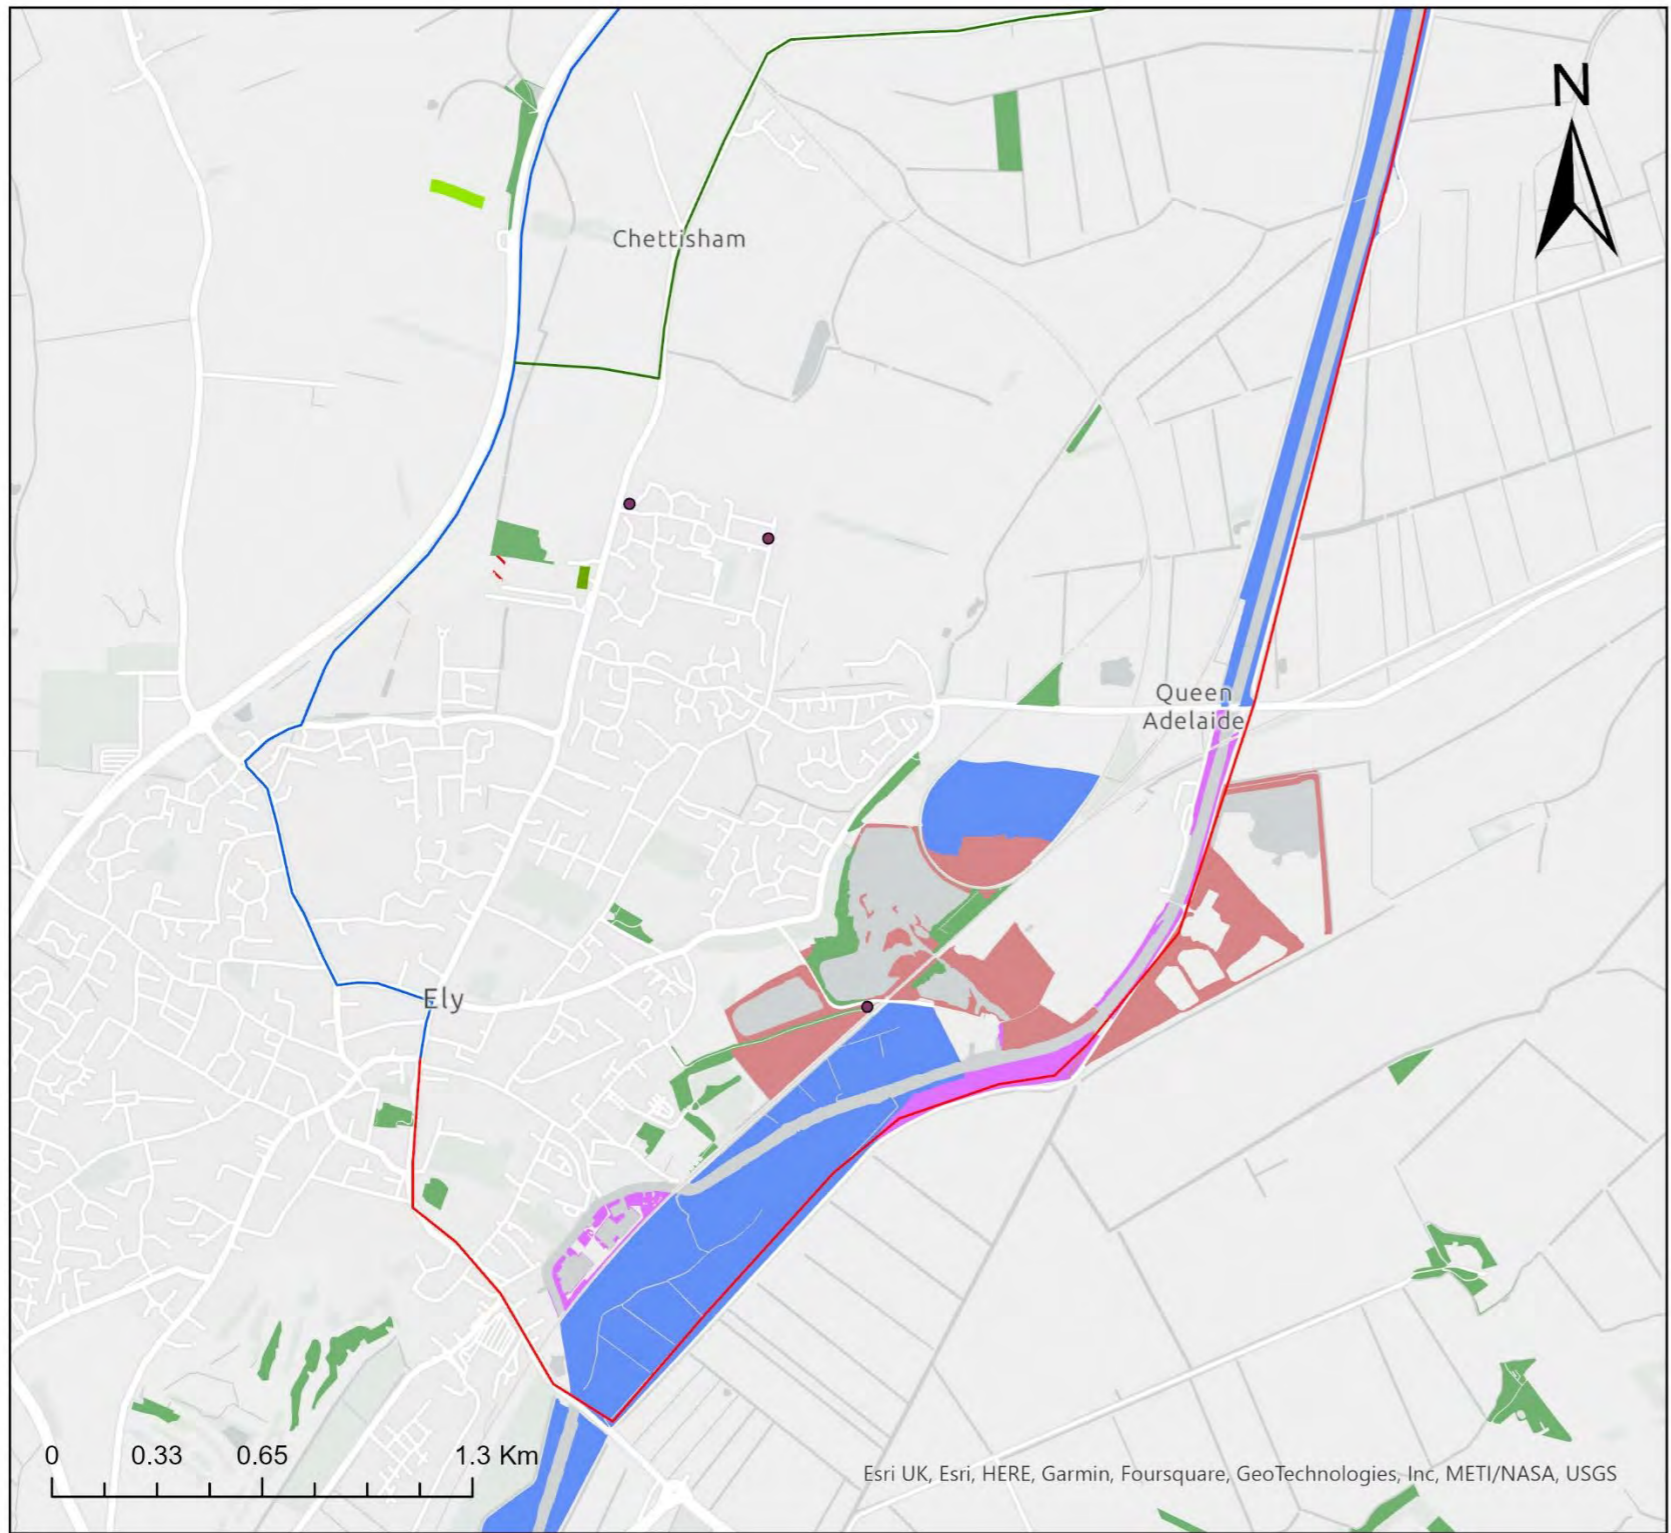 N
Chettisham
Queen
Adelaide
Ely
0 0.33 0.65 1.3 Km
Esri UK, Esri, HERE, Garmin, Foursquare, GeoTechnologies, Inc, METI/NASA, USGS